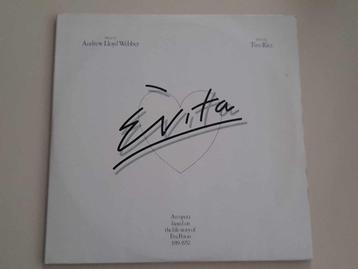 Andrew Lloyd Webber
Tim Rice
Evita
An opera
based on
the life story of
Eva Peron
1919-1952